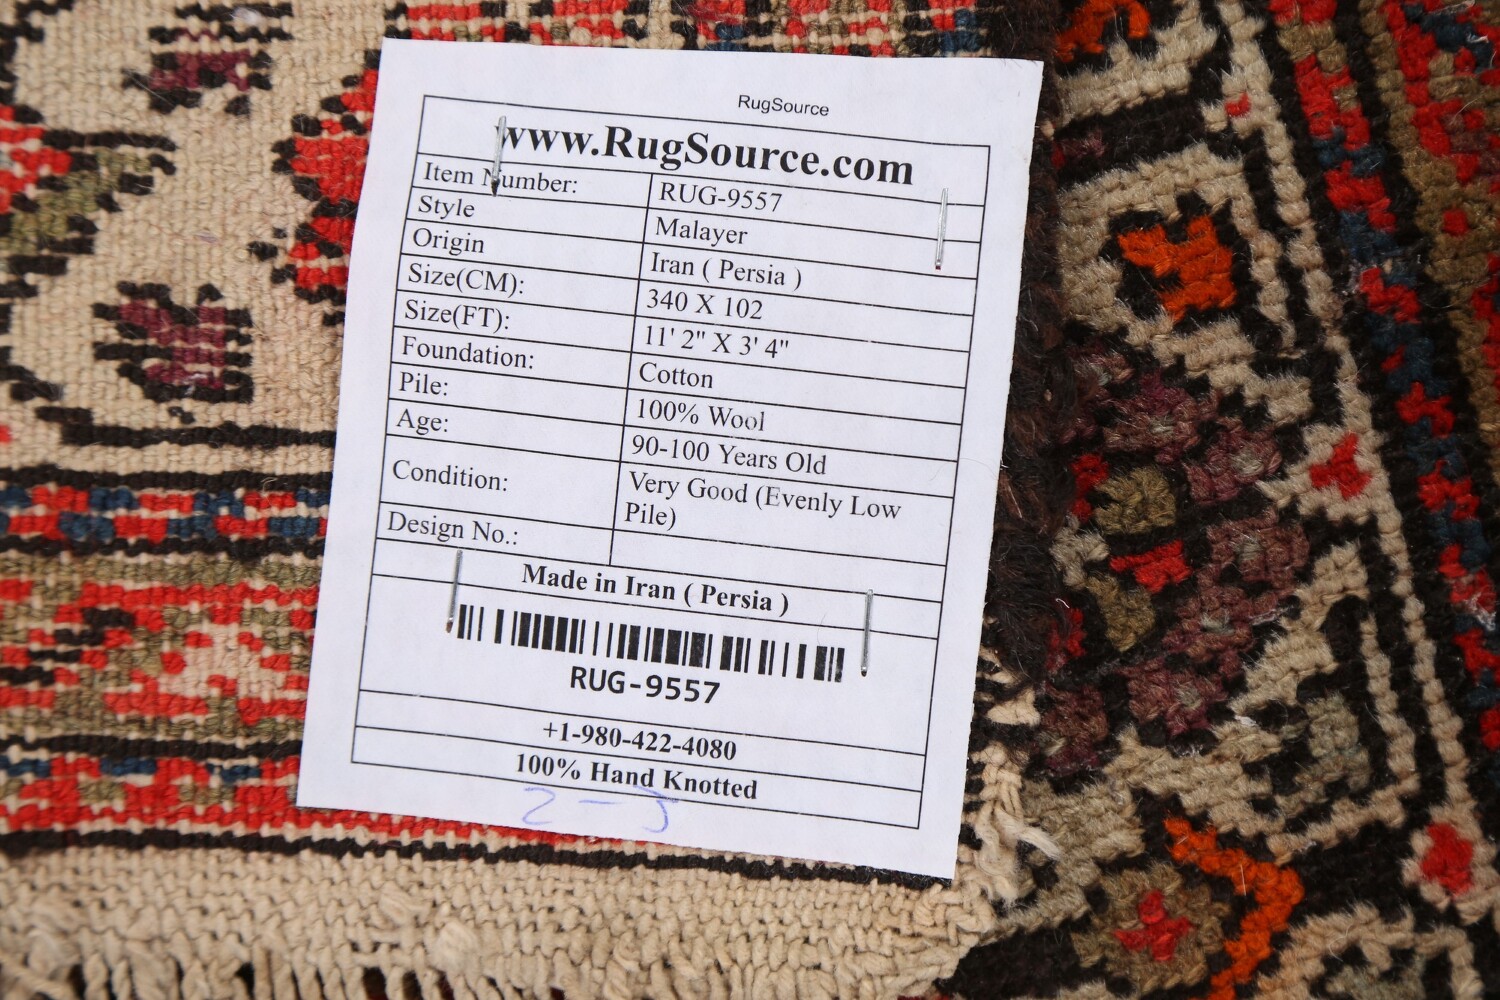 RugSource
www.RugSource.com
Item Number: RUG-9557
Style Malayer
Origin Iran ( Persia )
Size(CM): 340 X 102
Size(FT): 11' 2" X 3' 4"
Foundation: Cotton
Pile: 100% Wool
Age: 90-100 Years Old
Condition: Very Good (Evenly Low
Pile)
Design No.:
Made in Iran ( Persia )
RUG-9557
+1-980-422-4080
100% Hand Knotted